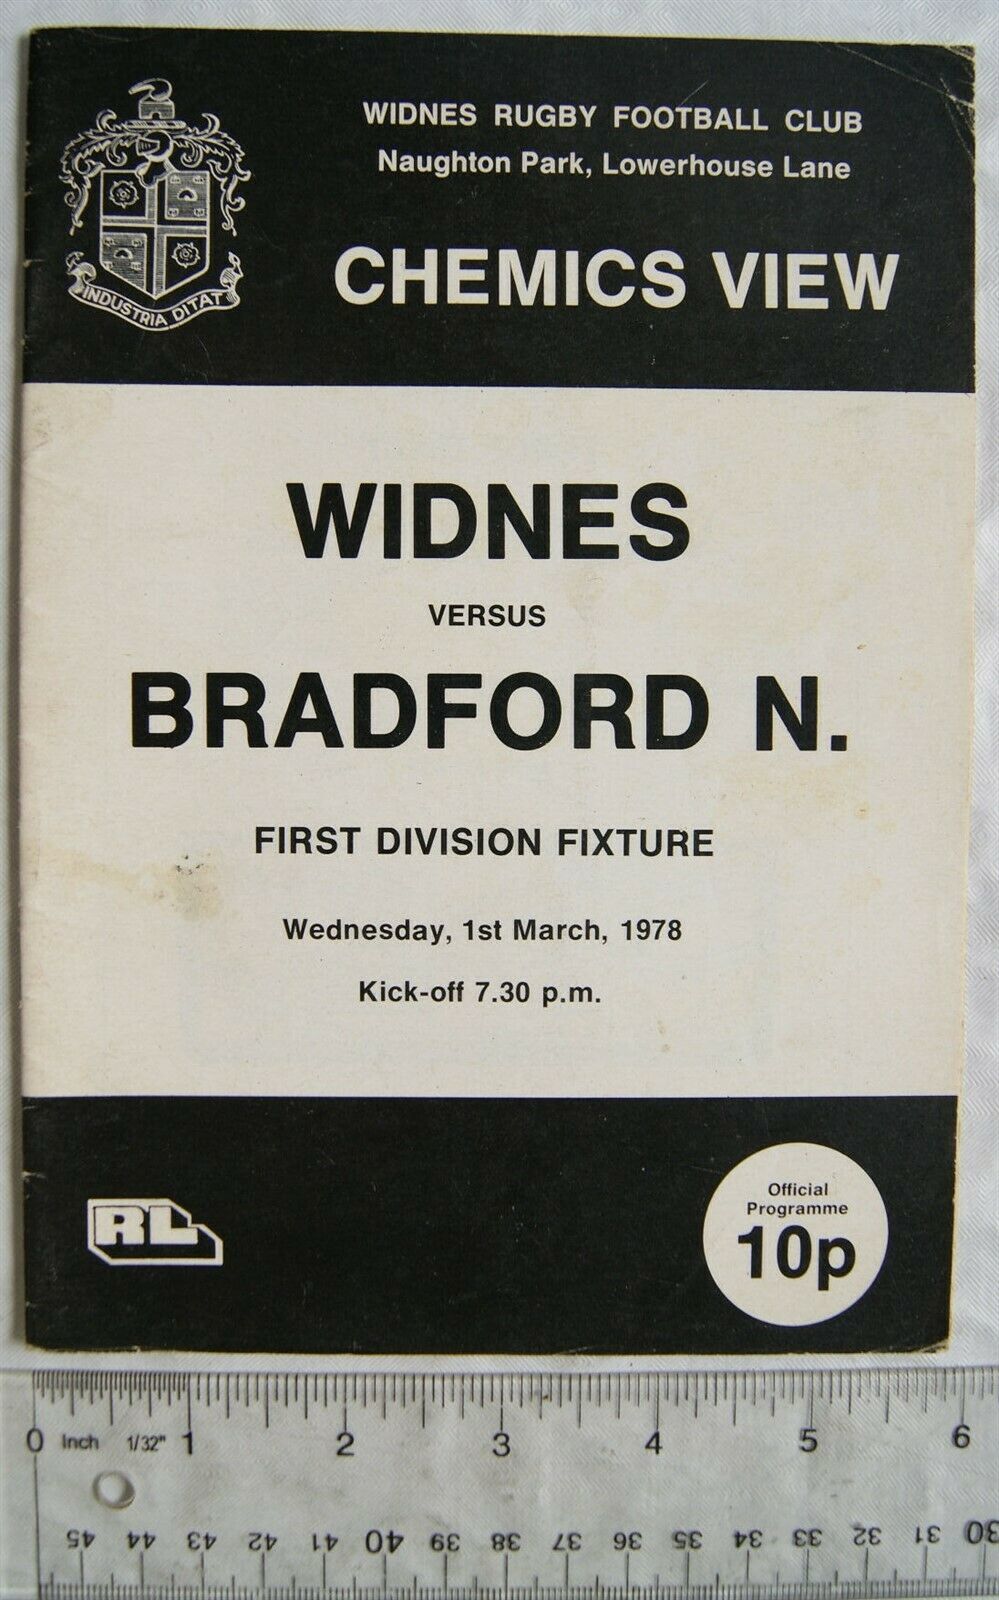 WIDNES RUGBY FOOTBALL CLUB
Naughton Park, Lowerhouse Lane
CHEMICS VIEW
INDUSTRIA DITAT
WIDNES
VERSUS
BRADFORD N.
FIRST DIVISION FIXTURE
Wednesday, 1st March, 1978
Kick-off 7.30 p.m.
RL
Official
Programme
10p
0 Inch 1/32" 1 2 3 4 5 6
45 44 43 42 41 40 39 38 37 36 35 34 33 32 31 30